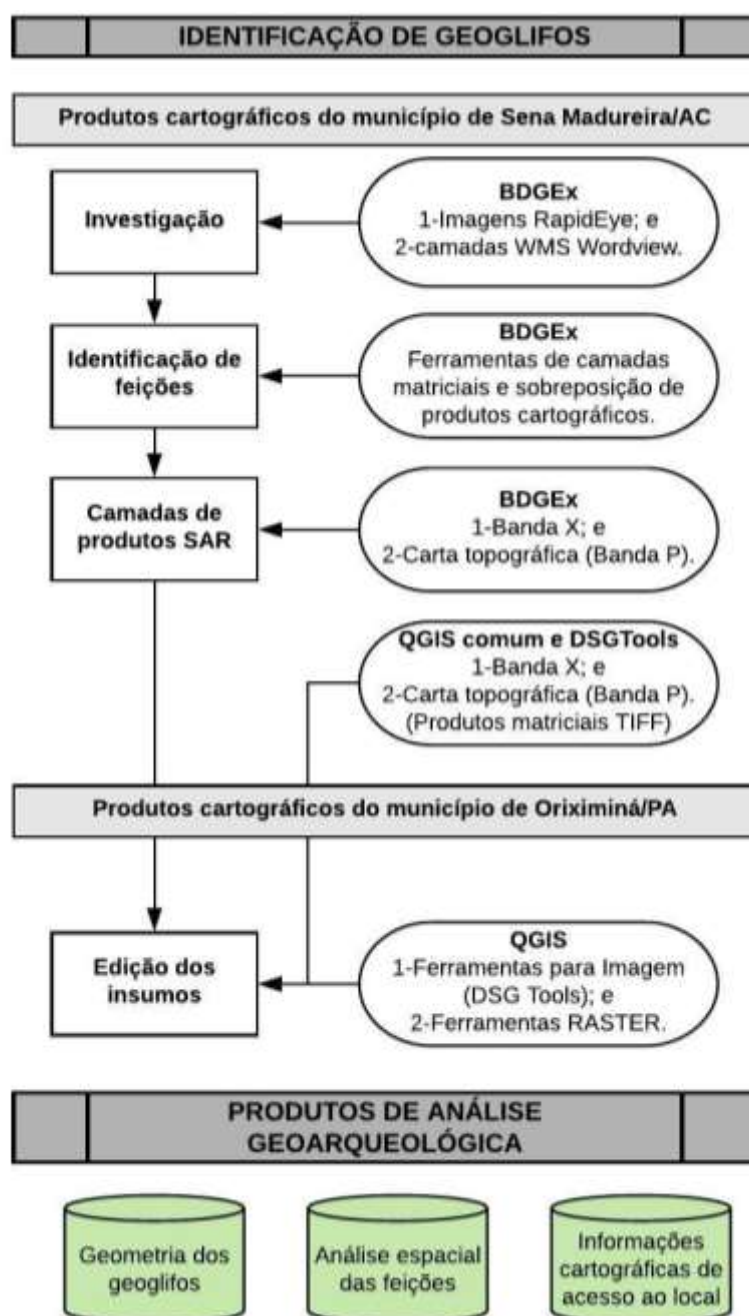 IDENTIFICAÇÃO DE GEOGLIFOS
Produtos cartográficos do município de Sena Madureira/AC
Investigação
BDGEx
1-Imagens RapidEye; e
2-camadas WMS Wordview.
Identificação de
feições
BDGEx
Ferramentas de camadas
matriciais e sobreposição de
produtos cartográficos.
Camadas de
produtos SAR
BDGEx
1-Banda X; e
2-Carta topográfica (Banda P).
QGIS comum e DSGTools
1-Banda X; e
2-Carta topográfica (Banda P).
(Produtos matriciais TIFF)
Produtos cartográficos do município de Oriximiná/PA
Edição dos
insumos
QGIS
1-Ferramentas para Imagem
(DSG Tools); e
2-Ferramentas RASTER.
PRODUTOS DE ANÁLISE
GEOARQUEOLÓGICA
Geometria dos
geoglifos
Análise espacial
das feições
Informações
cartográficas de
acesso ao local